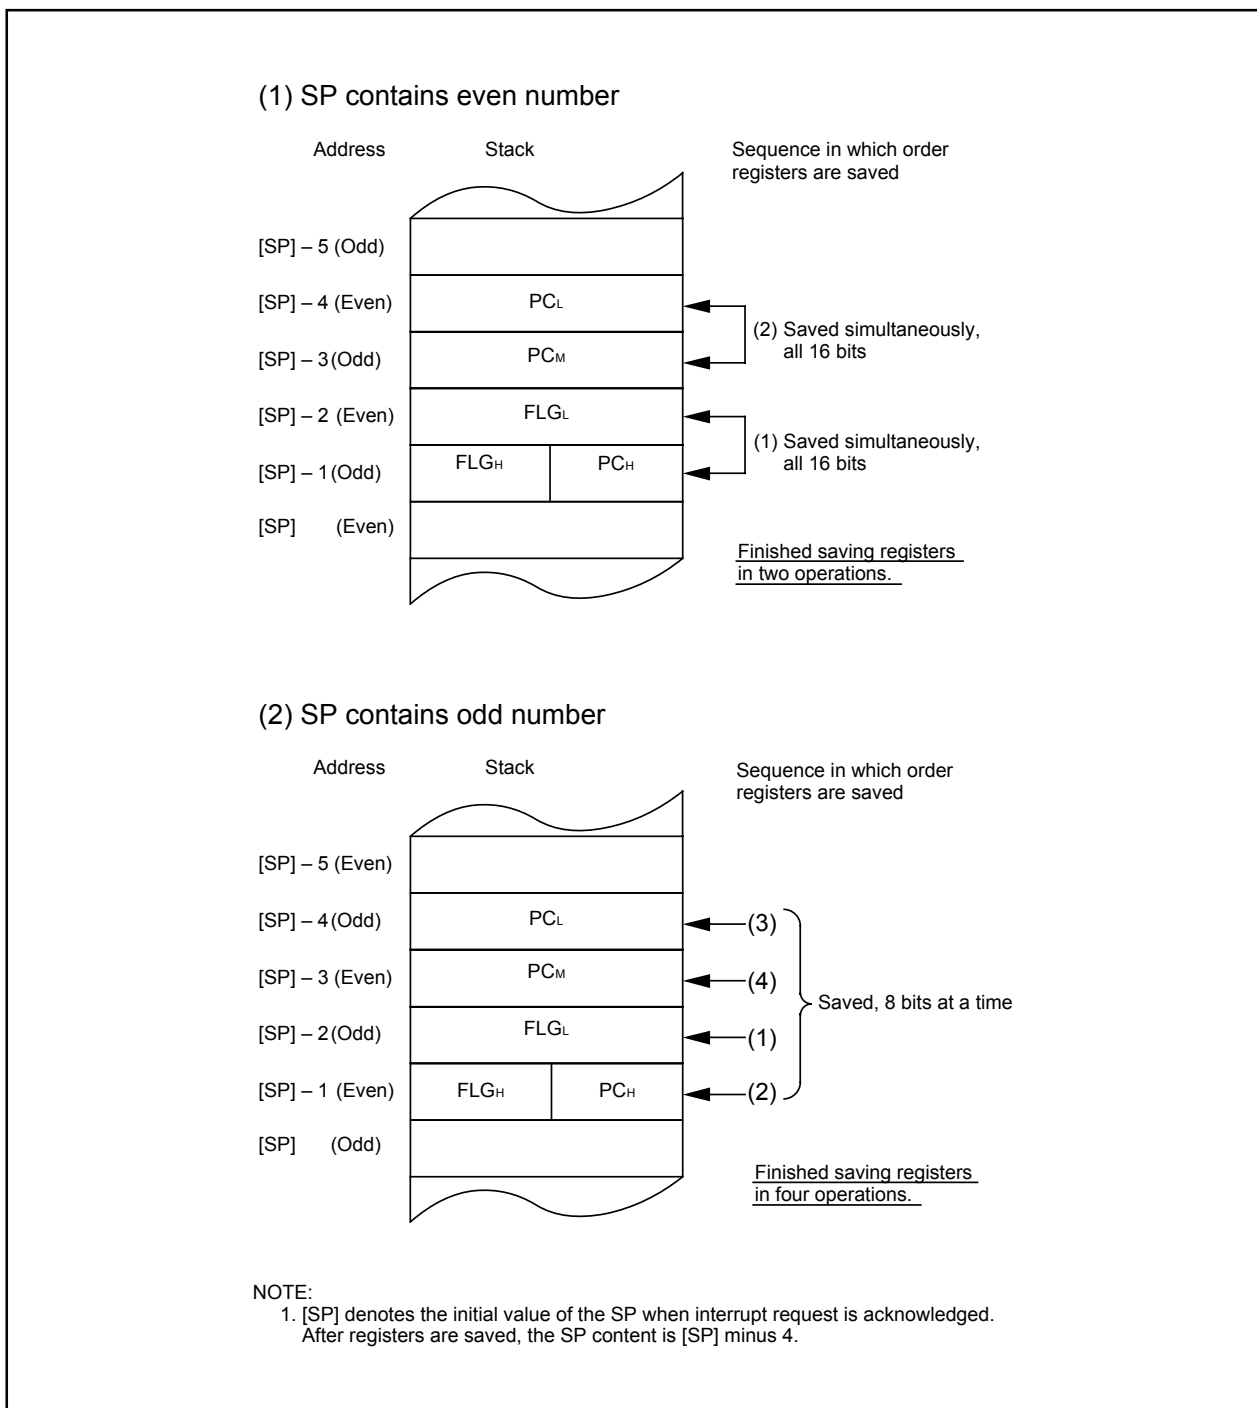 (1) SP contains even number
Address Stack Sequence in which order
registers are saved
[SP] – 5 (Odd)
[SP] – 4 (Even) PCL
(2) Saved simultaneously,
all 16 bits
[SP] – 3 (Odd) PCM
[SP] – 2 (Even) FLGL
(1) Saved simultaneously,
all 16 bits
[SP] – 1 (Odd) FLGH PCH
[SP] (Even)
Finished saving registers
in two operations.
(2) SP contains odd number
Address Stack Sequence in which order
registers are saved
[SP] – 5 (Even)
[SP] – 4 (Odd) PCL (3)
[SP] – 3 (Even) PCM (4)
Saved, 8 bits at a time
[SP] – 2 (Odd) FLGL (1)
[SP] – 1 (Even) FLGH PCH (2)
[SP] (Odd)
Finished saving registers
in four operations.
NOTE:
1. [SP] denotes the initial value of the SP when interrupt request is acknowledged.
After registers are saved, the SP content is [SP] minus 4.